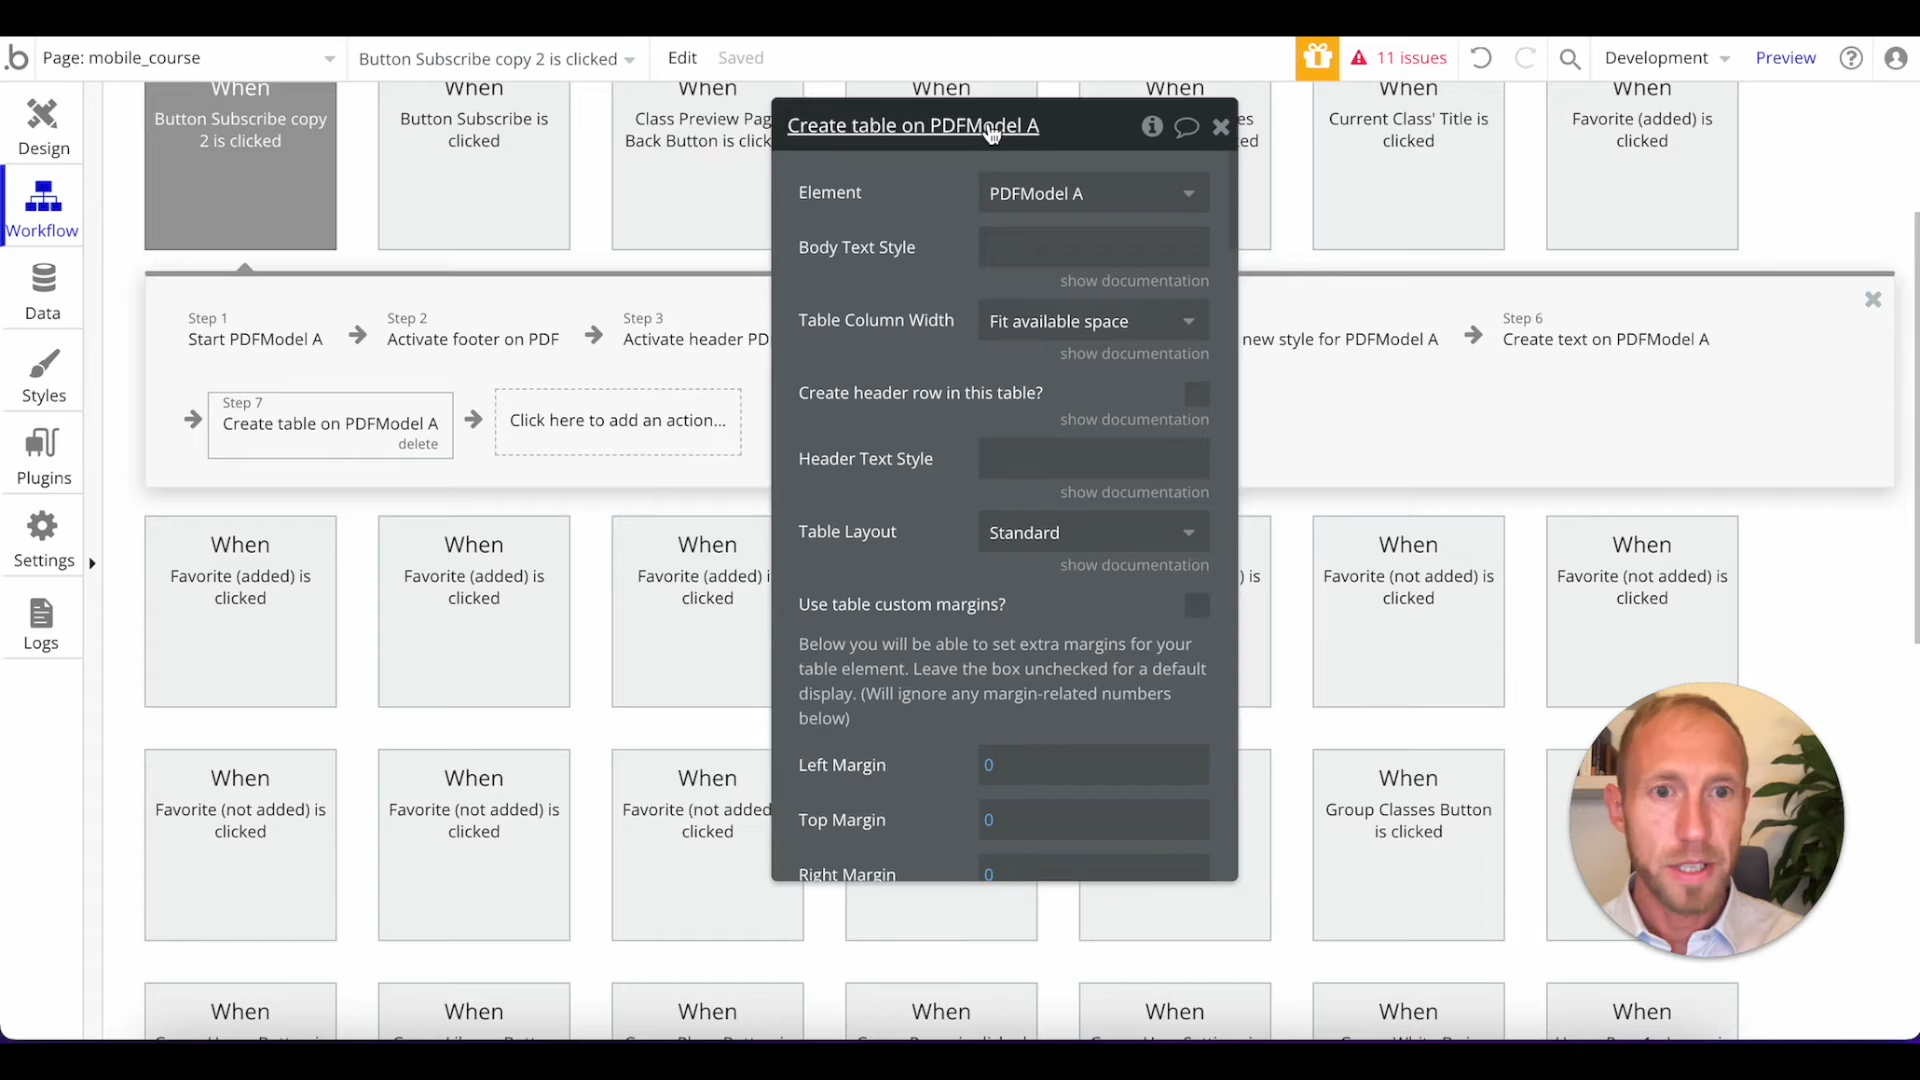 .b
Page: mobile_course
Button Subscribe copy 2 is clicked
Edit
Saved
11 issues
Development
Preview
Design
Workflow
Data
Styles
Plugins
Settings
Logs
When
Button Subscribe copy
2 is clicked
When
Button Subscribe is
clicked
When
Class Preview Pag
Back Button is click
When
When
es
ed
When
Current Class' Title is
clicked
When
Favorite (added) is
clicked
Step 1
Start PDFModel A
Step 2
Activate footer on PDF
Step 3
Activate header PD
new style for PDFModel A
Step 6
Create text on PDFModel A
Step 7
Create table on PDFModel A
delete
Click here to add an action...
Create table on PDFModel A
Element
PDFModel A
Body Text Style
show documentation
Table Column Width
Fit available space
show documentation
Create header row in this table?
show documentation
Header Text Style
show documentation
Table Layout
Standard
show documentation
Use table custom margins?
Below you will be able to set extra margins for your
table element. Leave the box unchecked for a default
display. (Will ignore any margin-related numbers
below)
Left Margin
0
Top Margin
0
Right Margin
0
When
Favorite (added) is
clicked
When
Favorite (added) is
clicked
When
Favorite (added) i
clicked
) is
When
Favorite (not added) is
clicked
When
Favorite (not added) is
clicked
When
Favorite (not added) is
clicked
When
Favorite (not added) is
clicked
When
Favorite (not added
clicked
When
Group Classes Button
is clicked
When
When
When
When
When
When
When